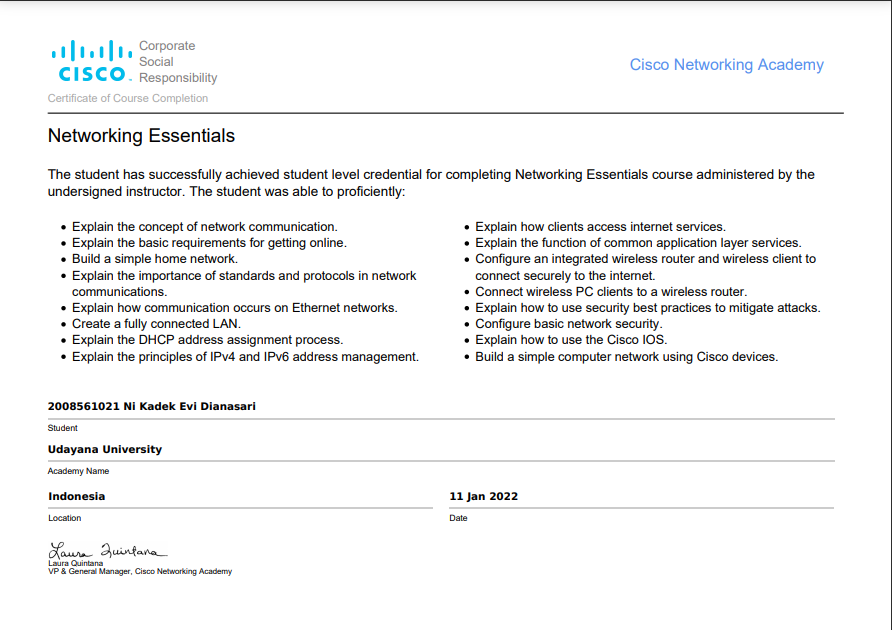 Corporate
Social
Responsibility
CISCO
Cisco Networking Academy
Certificate of Course Completion
Networking Essentials
The student has successfully achieved student level credential for completing Networking Essentials course administered by the
undersigned instructor. The student was able to proficiently:
• Explain the concept of network communication.
• Explain the basic requirements for getting online.
• Build a simple home network.
• Explain the importance of standards and protocols in network
communications.
• Explain how communication occurs on Ethernet networks.
• Create a fully connected LAN.
• Explain the DHCP address assignment process.
• Explain the principles of IPv4 and IPv6 address management.
• Explain how clients access internet services.
• Explain the function of common application layer services.
• Configure an integrated wireless router and wireless client to
connect securely to the internet.
• Connect wireless PC clients to a wireless router.
• Explain how to use security best practices to mitigate attacks.
• Configure basic network security.
• Explain how to use the Cisco IOS.
• Build a simple computer network using Cisco devices.
2008561021 Ni Kadek Evi Dianasari
Student
Udayana University
Academy Name
Indonesia
Location
11 Jan 2022
Date
Laura Quintana
Laura Quintana
VP & General Manager, Cisco Networking Academy